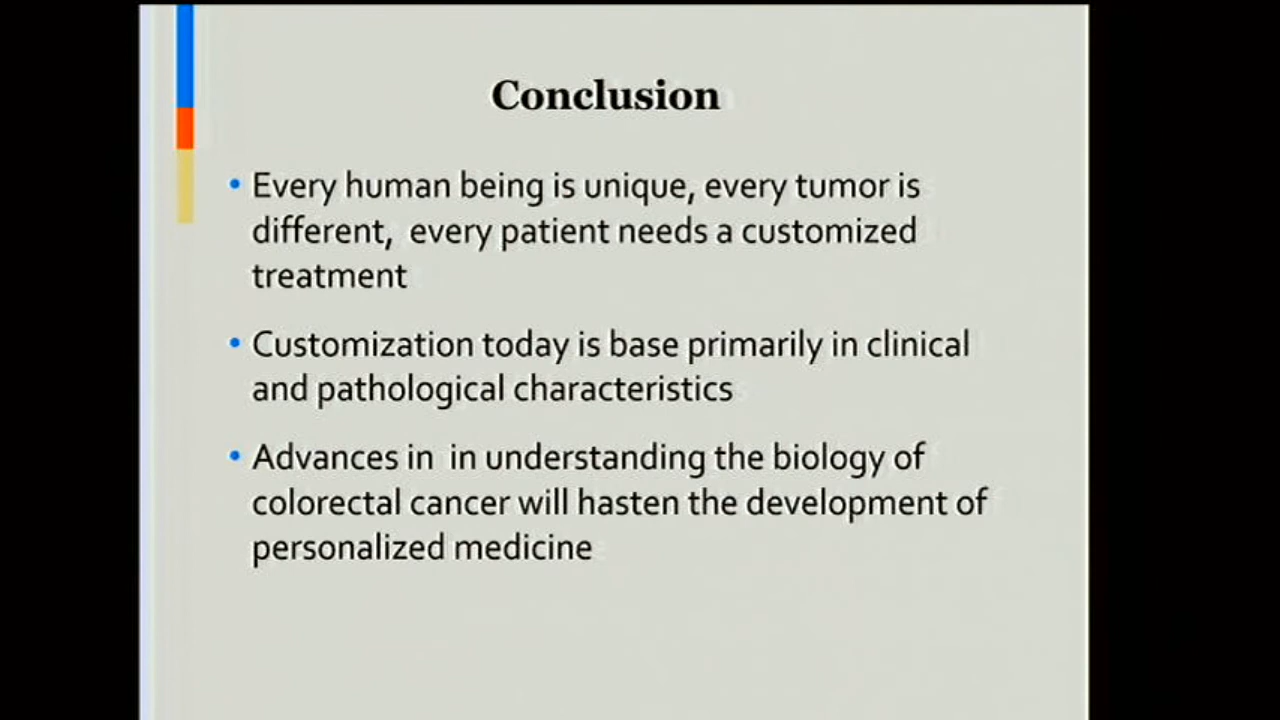 Conclusion
• Every human being is unique, every tumor is
different,  every patient needs a customized
treatment
• Customization today is base primarily in clinical
and pathological characteristics
• Advances in  in understanding the biology of
colorectal cancer will hasten the development of
personalized medicine